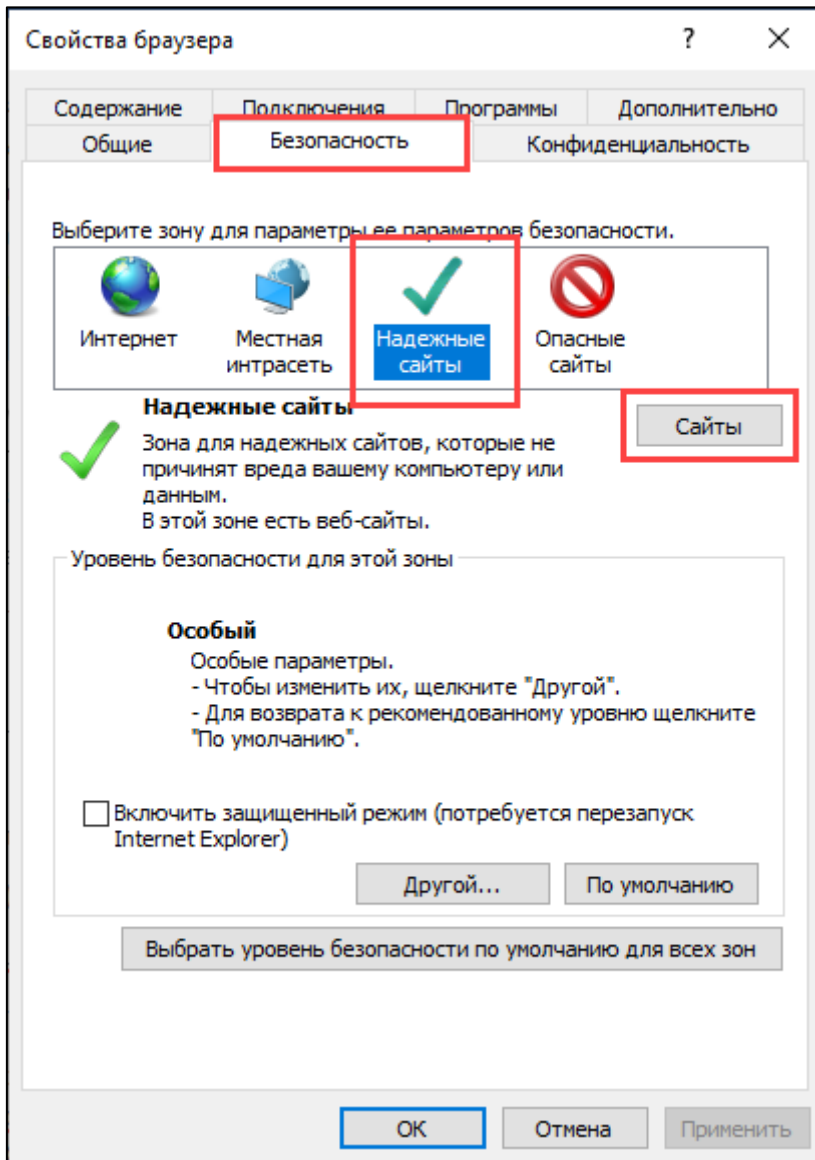 Свойства браузера
?
Содержание Подключения Программы Дополнительно
Общие Безопасность Конфиденциальность
Выберите зону для параметры ее параметров безопасности.
Интернет Местная интрасеть Надежные сайты Опасные сайты
Надежные сайты
Сайты
Зона для надежных сайтов, которые не
причинят вреда вашему компьютеру или
данным.
В этой зоне есть веб-сайты.
Уровень безопасности для этой зоны
Особый
Особые параметры.
- Чтобы изменить их, щелкните "Другой".
- Для возврата к рекомендованному уровню щелкните
"По умолчанию".
Включить защищенный режим (потребуется перезапуск
Internet Explorer)
Другой... По умолчанию
Выбрать уровень безопасности по умолчанию для всех зон
ОК Отмена Применить